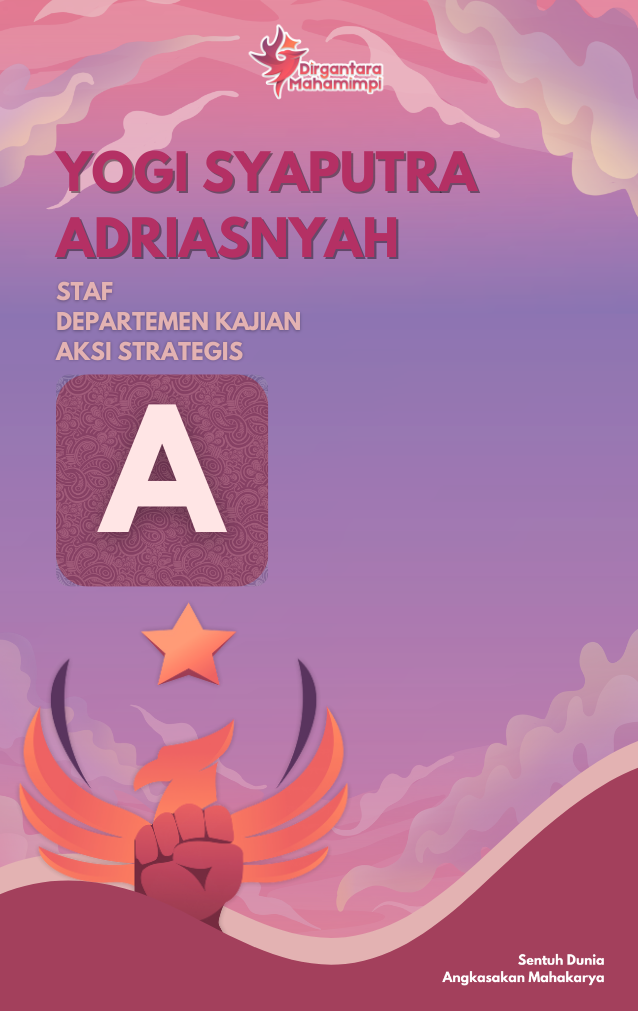 Dirgantara
Mahamimpi
YOGI SYAPUTRA
ADRIASNYAH
STAF
DEPARTEMEN KAJIAN
AKSI STRATEGIS
A
Sentuh Dunia
Angkasakan Mahakarya